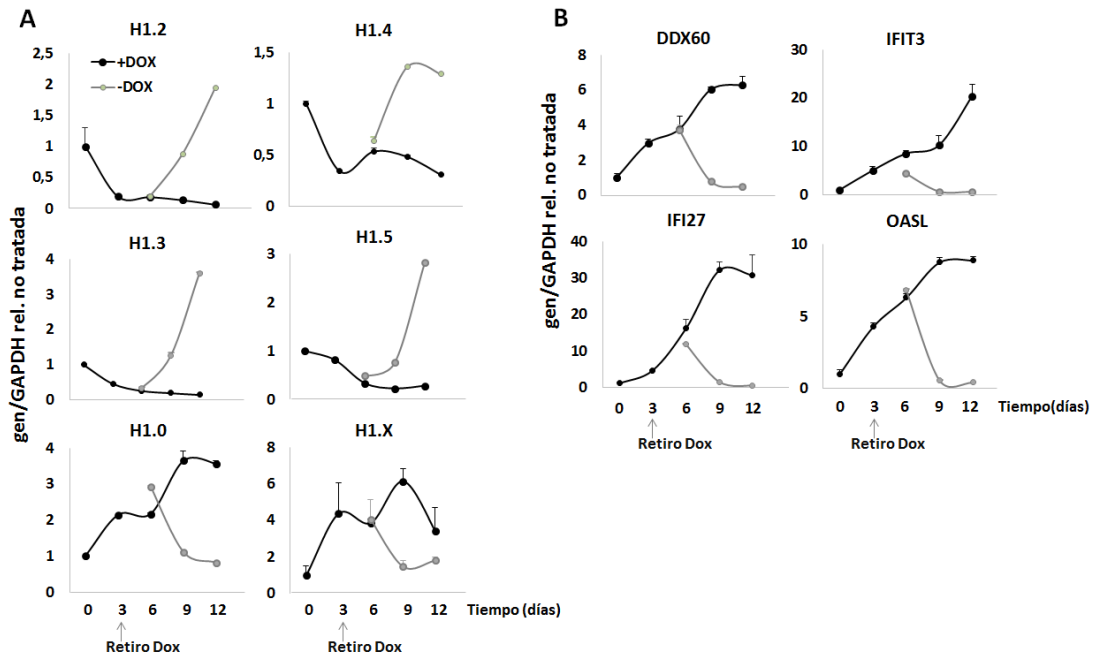 A
H1.2
2,5
2
1,5
1
0,5
0
+DOX
-DOX
H1.4
1,5
1
0,5
0
H1.3
4
3
2
1
0
H1.5
3
2
1
0
H1.0
4
3
2
1
0
H1.X
8
6
4
2
0
gen/GAPDH rel. no tratada
0 3 6 9 12
0 3 6 9 12 Tiempo (días)
Retiro Dox
Retiro Dox
B
DDX60
8
6
4
2
0
IFIT3
30
20
10
0
IFI27
40
30
20
10
0
OASL
10
5
0
gen/GAPDH rel. no tratada
0 3 6 9 12
0 3 6 9 12 Tiempo(días)
Retiro Dox
Retiro Dox